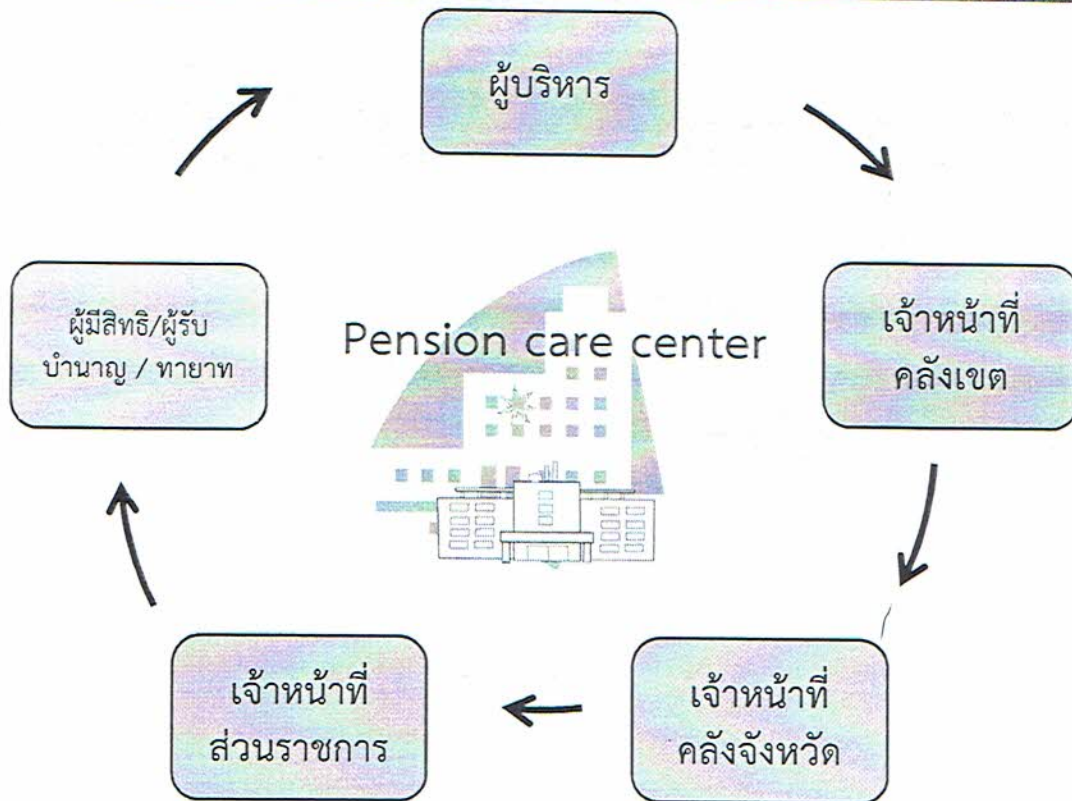 ผู้บริหาร
เจ้าหน้าที่
คลังเขต
เจ้าหน้าที่
คลังจังหวัด
เจ้าหน้าที่
ส่วนราชการ
ผู้มีสิทธิ/ผู้รับ
บำนาญ / ทายาท
Pension care center